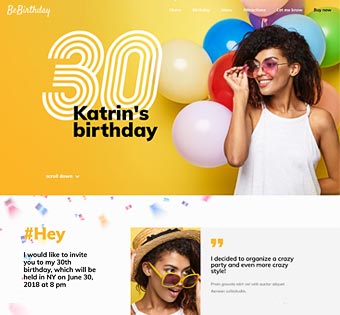 BeBirthday
Home Birthday Menu Attractions Let me know Buy now
30
Katrin's
birthday
scroll down
#Hey
I would like to invite
you to my 30th
birthday, which will be
held in NY on June 30,
2018 at 8 pm
I decided to organize a crazy
party and even more crazy
style!
Proin gravida nibh vel velit auctor aliquet
Aenean sollicitudin.